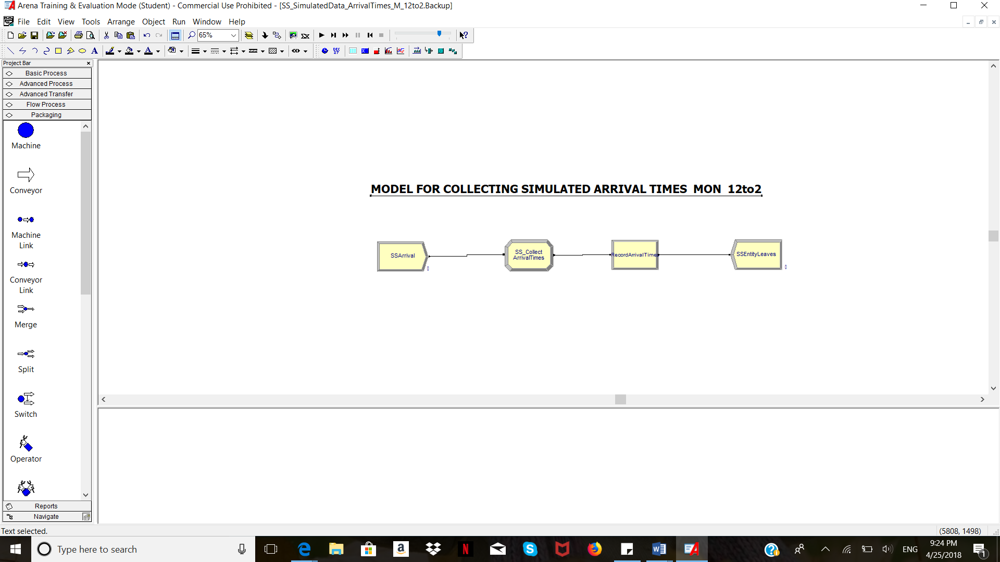 Arena Training & Evaluation Mode (Student) - Commercial Use Prohibited - [SS_SimulatedData_ArrivalTimes_M_12to2.Backup]
File Edit View Tools Arrange Object Run Window Help
65%
Project Bar
Basic Process
Advanced Process
Advanced Transfer
Flow Process
Packaging
Machine
Conveyor
Machine
Link
Conveyor
Link
Merge
Split
Switch
Operator
Reports
Navigate
MODEL FOR COLLECTING SIMULATED ARRIVAL TIMES MON 12to2
SSArrival
0
SS_Collect
ArrivalTimes
RecordArrivalTimes
SSEntityLeaves
0
Text selected.
(5808, 1498)
Type here to search
ENG
9:24 PM
4/25/2018
1